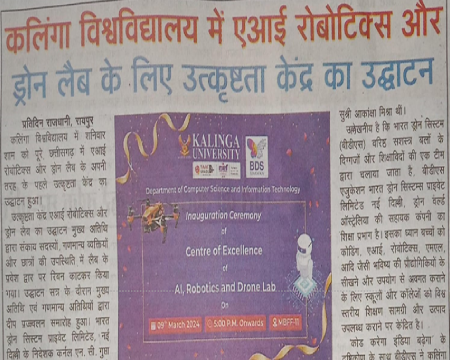 कलिंगा विश्वविद्यालय में एआई रोबोटिक्स और
ड्रोन लैब के लिए उत्कृष्टता केंद्र का उद्घाटन
प्रतिदिन राजधानी, रायपुर
कलिंगा विश्वविद्यालय में शनिवार
शाम को पूरे छत्तीसगढ़ में एआई
रोबोटिक्स और ड्रोन लैब के अपनी
तरह के पहले उत्कृष्टता केंद्र का
उद्घाटन हुआ।
उत्कृष्टता केंद्र एआई रोबोटिक्स और
ड्रोन लैब का उद्घाटन मुख्य अतिथि
द्वारा संकाय सदस्यों, गणमान्य व्यक्तियों
और छात्रों की उपस्थिति में लैब के
प्रवेश द्वार पर रिबन काटकर किया
गया। उद्घाटन सत्र के दौरान मुख्य
अतिथि एवं गणमान्य अतिथियों द्वारा
दीप प्रज्वलन समारोह हुआ। भारत
ड्रोन सिस्टम प्राइवेट लिमिटेड, नई
दिल्ली के निदेशक कर्नल एन. सी. गुप्ता
KALINGA
UNIVERSITY
BDS
Department of Computer Science and Information Technology
Inauguration Ceremony
of
Centre of Excellence
of
AI, Robotics and Drone Lab
On
09th March 2024
5:00 P.M. Onwards
MBFF-11
सुश्री आकांक्षा मिश्रा थीं।
उल्लेखनीय है कि भारत ड्रोन सिस्टम
(बीडीएस) वरिष्ठ सशस्त्र बलों के
दिग्गजों और शिक्षाविदों की एक टीम
द्वारा चलाया जाता है. बीडीएस
एजुकेशन भारत ड्रोन सिस्टम्स प्राइवेट
लिमिटेड नई दिल्ली, ड्रोन वर्ल्ड
ऑस्ट्रेलिया की सहायक कंपनी का
शिक्षा प्रभाग है। इसका ध्यान बच्चों को
कोडिंग, एआई, रोबोटिक्स, एमएल,
आदि जैसी भविष्य की प्रौद्योगिकियों के
सीखने और उपयोग से अवगत कराने
के लिए स्कूलों और कॉलेजों को विश्व
स्तरीय शिक्षण सामग्री और उत्पाद
उपलब्ध कराने पर केंद्रित है।
कोड करेगा इंडिया बढ़ेगा के